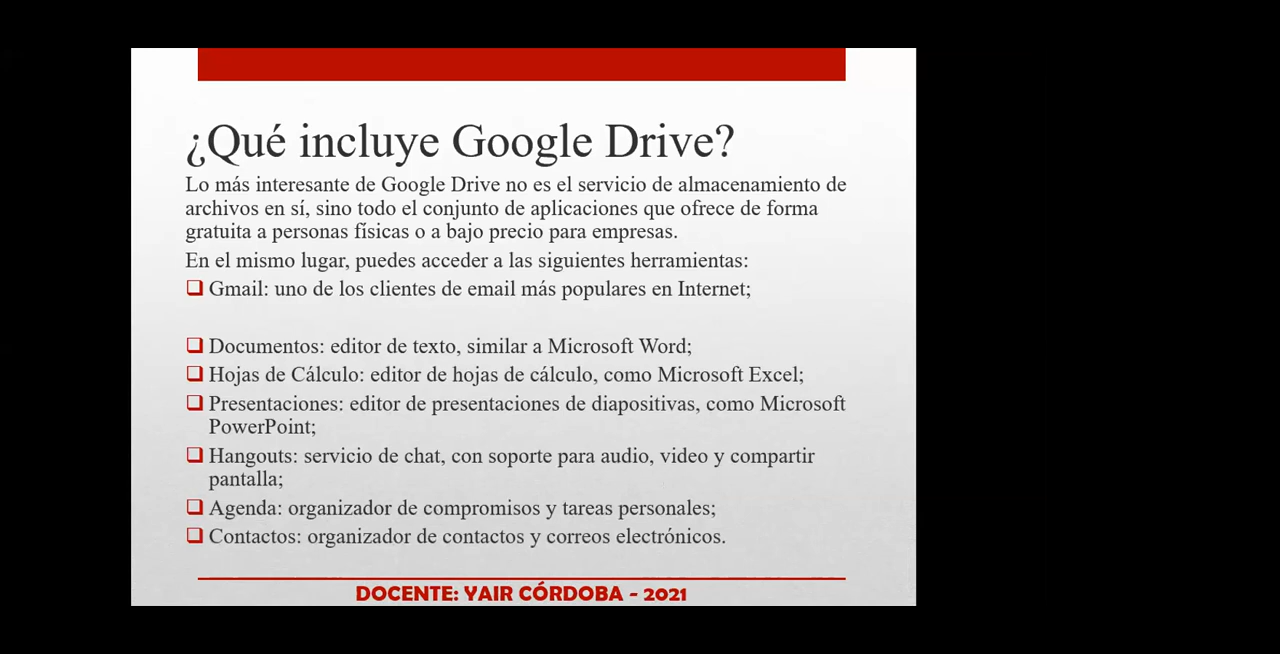 ¿Qué incluye Google Drive?
Lo más interesante de Google Drive no es el servicio de almacenamiento de
archivos en sí, sino todo el conjunto de aplicaciones que ofrece de forma
gratuita a personas físicas o a bajo precio para empresas.
En el mismo lugar, puedes acceder a las siguientes herramientas:
❑ Gmail: uno de los clientes de email más populares en Internet;
❑ Documentos: editor de texto, similar a Microsoft Word;
❑ Hojas de Cálculo: editor de hojas de cálculo, como Microsoft Excel;
❑ Presentaciones: editor de presentaciones de diapositivas, como Microsoft
PowerPoint;
❑ Hangouts: servicio de chat, con soporte para audio, video y compartir
pantalla;
❑ Agenda: organizador de compromisos y tareas personales;
❑ Contactos: organizador de contactos y correos electrónicos.
DOCENTE: YAIR CÓRDOBA - 2021